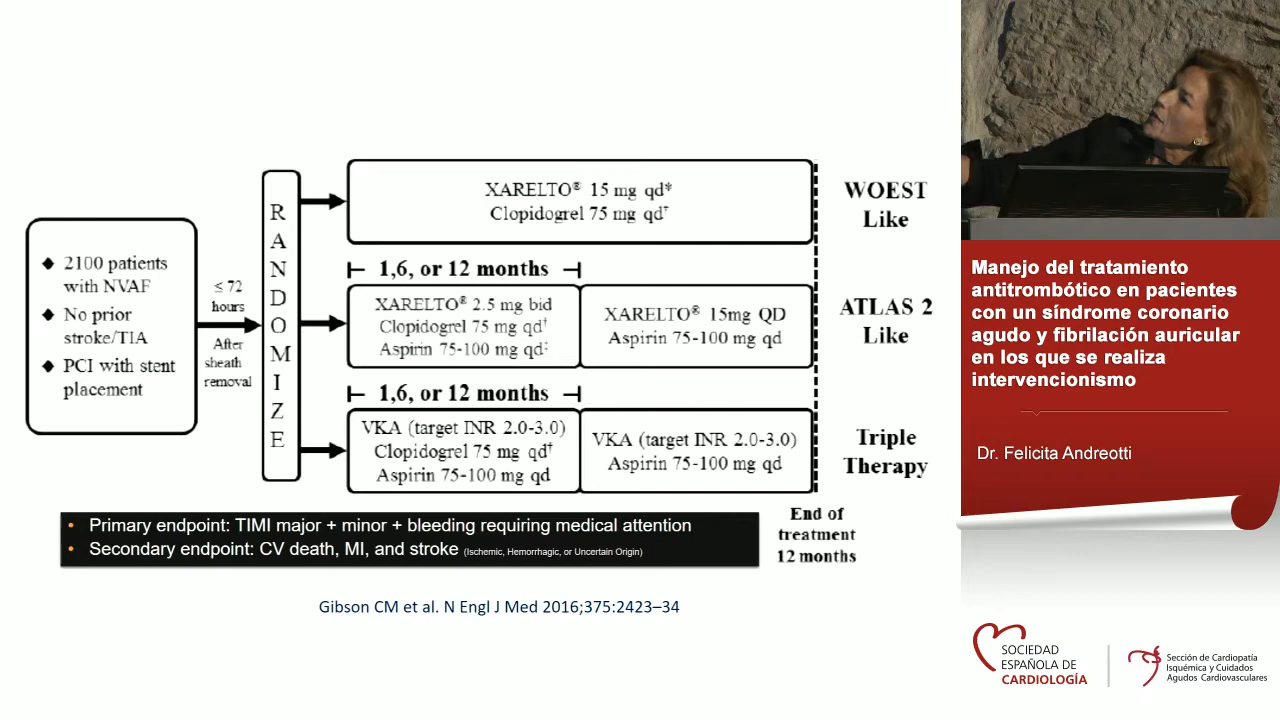 ◆ 2100 patients
with NVAF
◆ No prior
stroke/TIA
◆ PCI with stent
placement
≤ 72
hours
After
sheath
removal
R
A
N
D
O
M
I
Z
E
XARELTO® 15 mg qd*
Clopidogrel 75 mg qd†
WOEST
Like
1,6, or 12 months
XARELTO® 2.5 mg bid
Clopidogrel 75 mg qd†
Aspirin 75-100 mg qd‡
XARELTO® 15mg QD
Aspirin 75-100 mg qd
ATLAS 2
Like
1,6, or 12 months
VKA (target INR 2.0-3.0)
Clopidogrel 75 mg qd†
Aspirin 75-100 mg qd
VKA (target INR 2.0-3.0)
Aspirin 75-100 mg qd
Triple
Therapy
• Primary endpoint: TIMI major + minor + bleeding requiring medical attention
• Secondary endpoint: CV death, MI, and stroke (Ischemic, Hemorrhagic, or Uncertain Origin)
End of
treatment
12 months
Gibson CM et al. N Engl J Med 2016;375:2423–34
Manejo del tratamiento
antitrombótico en pacientes
con un síndrome coronario
agudo y fibrilación auricular
en los que se realiza
intervencionismo
Dr. Felicita Andreotti
SOCIEDAD
ESPAÑOLA DE
CARDIOLOGÍA
Sección de Cardiopatía
Isquémica y Cuidados
Agudos Cardiovasculares